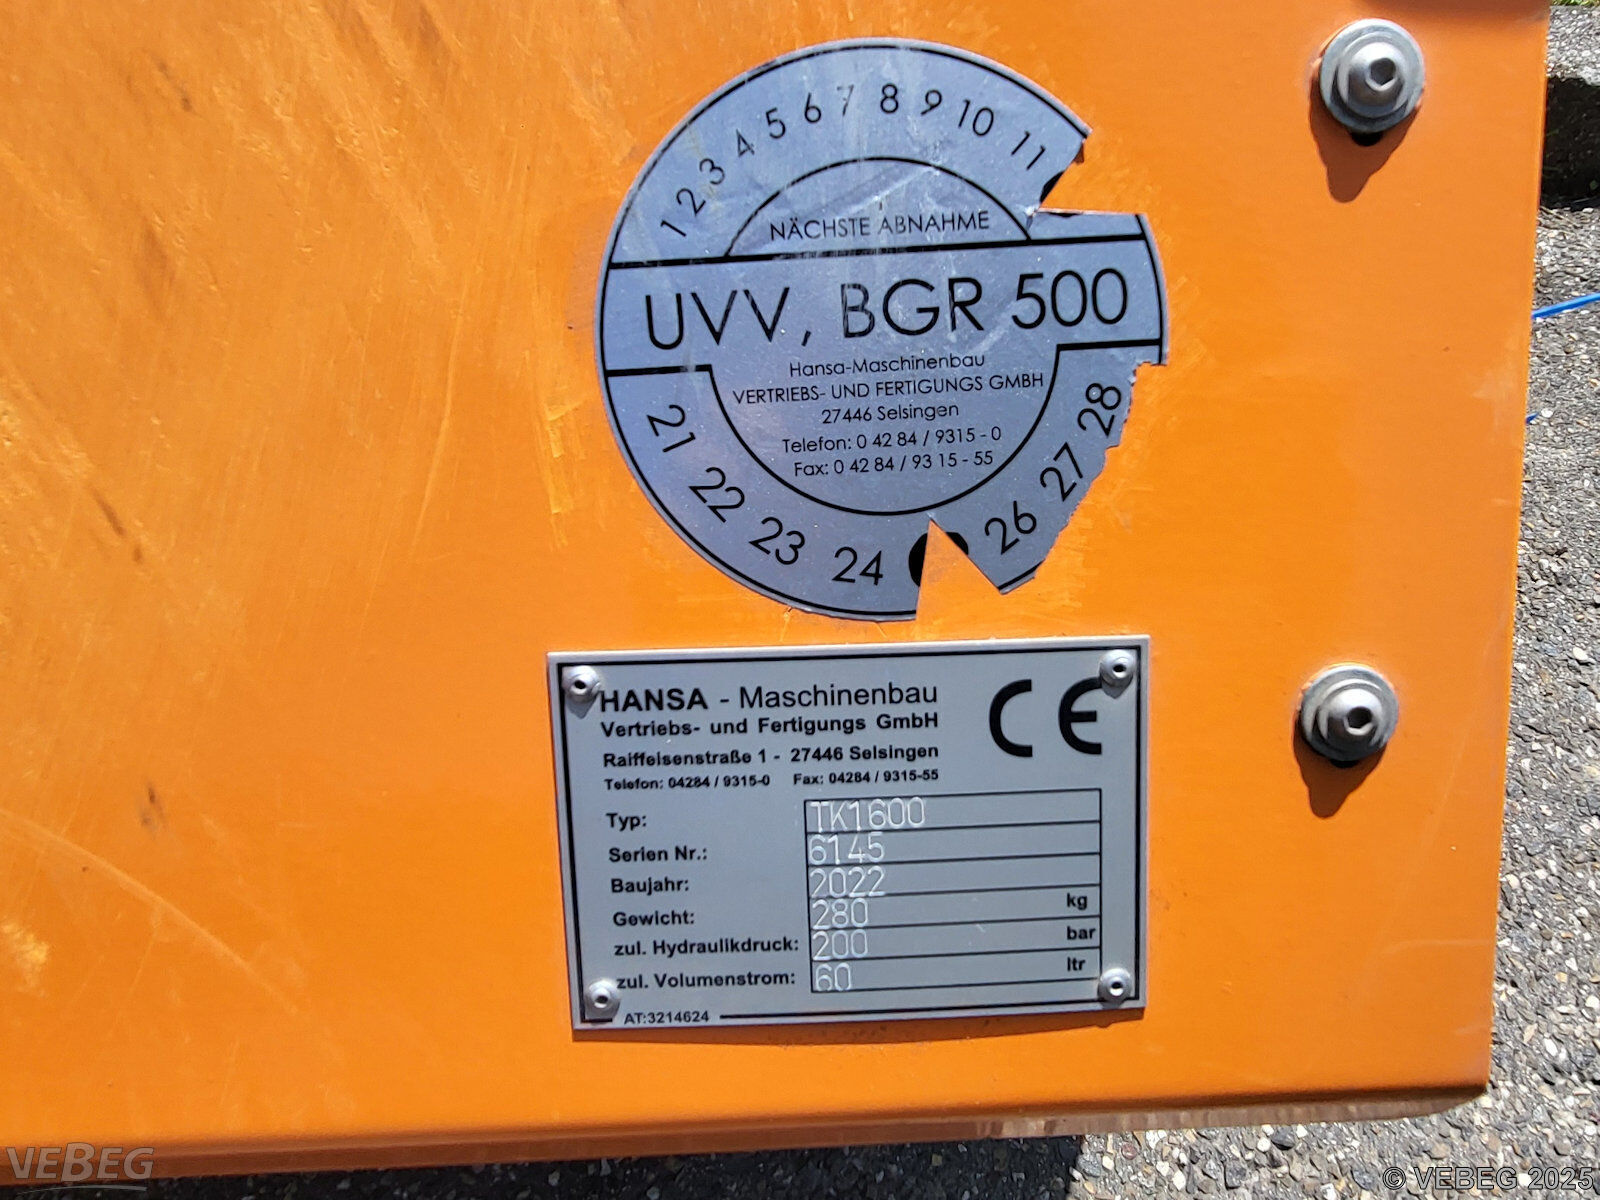 1 2 3 4 5 6 7 8 9 10 11
NÄCHSTE ABNAHME
UVV, BGR 500
Hansa-Maschinenbau
VERTRIEBS- UND FERTIGUNGS GMBH
27446 Selsingen
Telefon: 0 42 84 / 9315 - 0
Fax: 0 42 84 / 93 15 - 55
21 22 23 24 26 27 28
HANSA - Maschinenbau
Vertriebs- und Fertigungs GmbH
Raiffeisenstraße 1 - 27446 Selsingen
Telefon: 04284 / 9315-0 Fax: 04284 / 9315-55
CE
Typ: TK1600
Serien Nr.: 6145
Baujahr: 2022
Gewicht: 280 kg
zul. Hydraulikdruck: 200 bar
zul. Volumenstrom: 60 ltr
AT:3214624
VEBEG
© VEBEG 2025